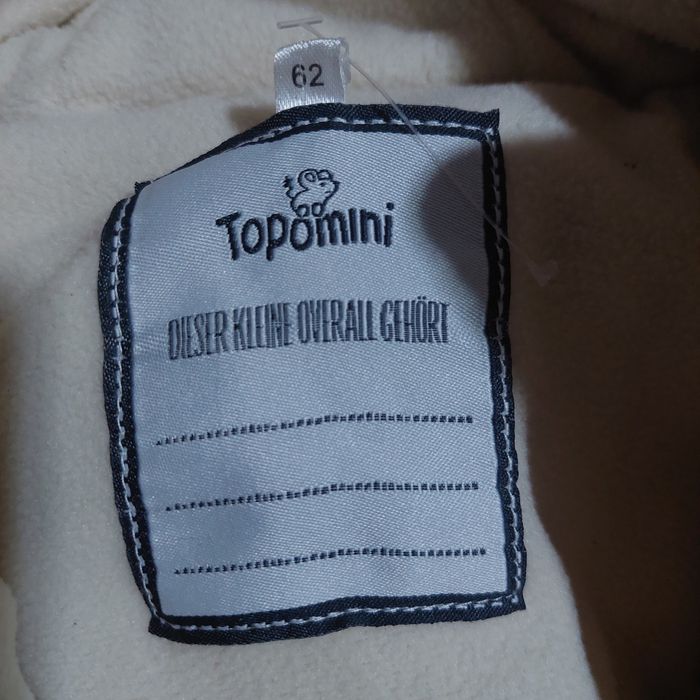 62
Topomini
DIESER KLEINE OVERALL GEHÖRT